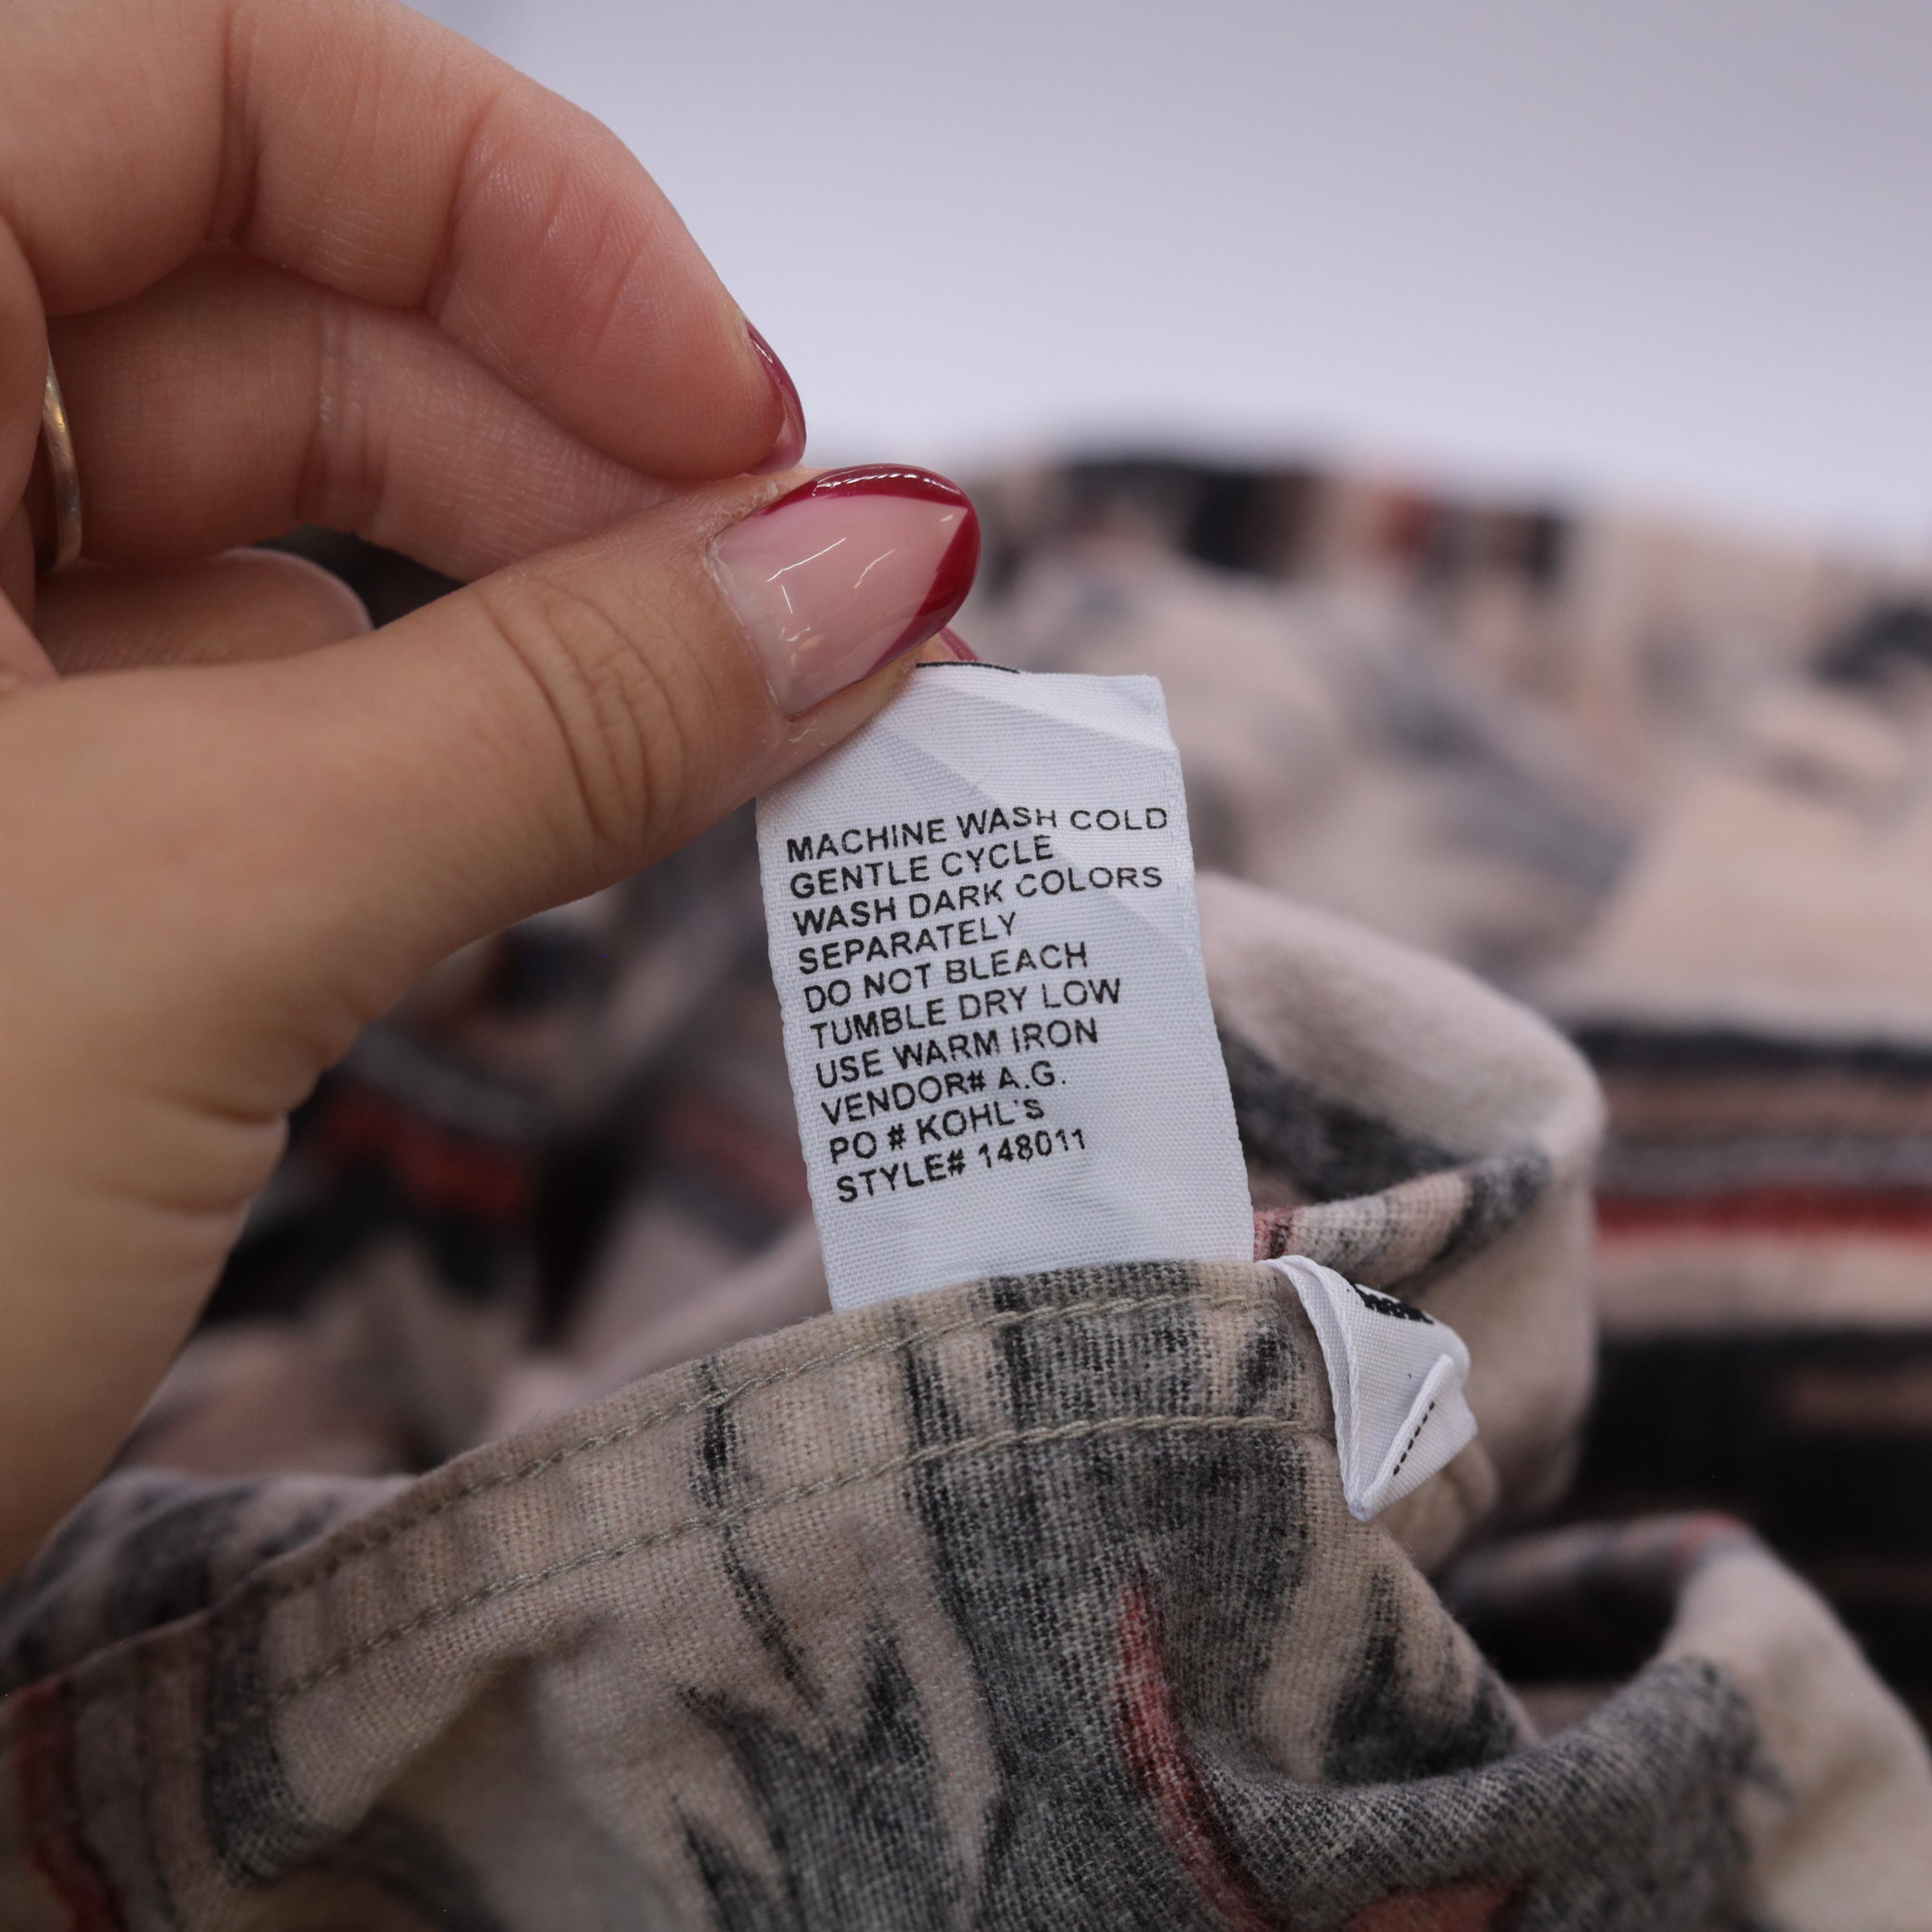 MACHINE WASH COLD
GENTLE CYCLE
WASH DARK COLORS
SEPARATELY
DO NOT BLEACH
TUMBLE DRY LOW
USE WARM IRON
VENDOR# A.G.
PO # KOHL'S
STYLE# 148011